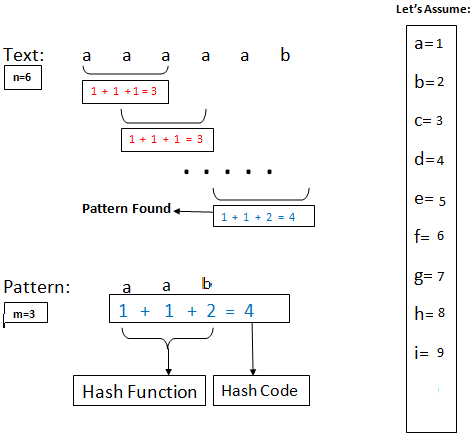 Let's Assume:
Text: a a a a a b
n=6
1 + 1 +1 = 3
1 + 1 + 1 = 3
. . . . .
Pattern Found
1 + 1 + 2 = 4
Pattern: a a b
m=3
1 + 1 + 2 = 4
Hash Function
Hash Code
a= 1
b= 2
c= 3
d= 4
e= 5
f= 6
g= 7
h= 8
i= 9